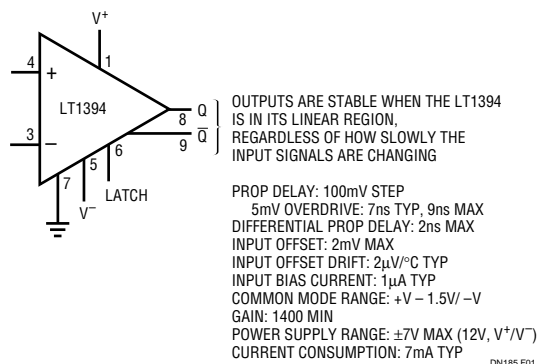 V⁺
4
+
1
LT1394
8
Q
3
–
9
Q̅
5
6
7
V⁻
LATCH
OUTPUTS ARE STABLE WHEN THE LT1394
IS IN ITS LINEAR REGION,
REGARDLESS OF HOW SLOWLY THE
INPUT SIGNALS ARE CHANGING
PROP DELAY: 100mV STEP
5mV OVERDRIVE: 7ns TYP, 9ns MAX
DIFFERENTIAL PROP DELAY: 2ns MAX
INPUT OFFSET: 2mV MAX
INPUT OFFSET DRIFT: 2µV/°C TYP
INPUT BIAS CURRENT: 1µA TYP
COMMON MODE RANGE: +V – 1.5V/ –V
GAIN: 1400 MIN
POWER SUPPLY RANGE: ±7V MAX (12V, V⁺/V⁻)
CURRENT CONSUMPTION: 7mA TYP
DN185 F01